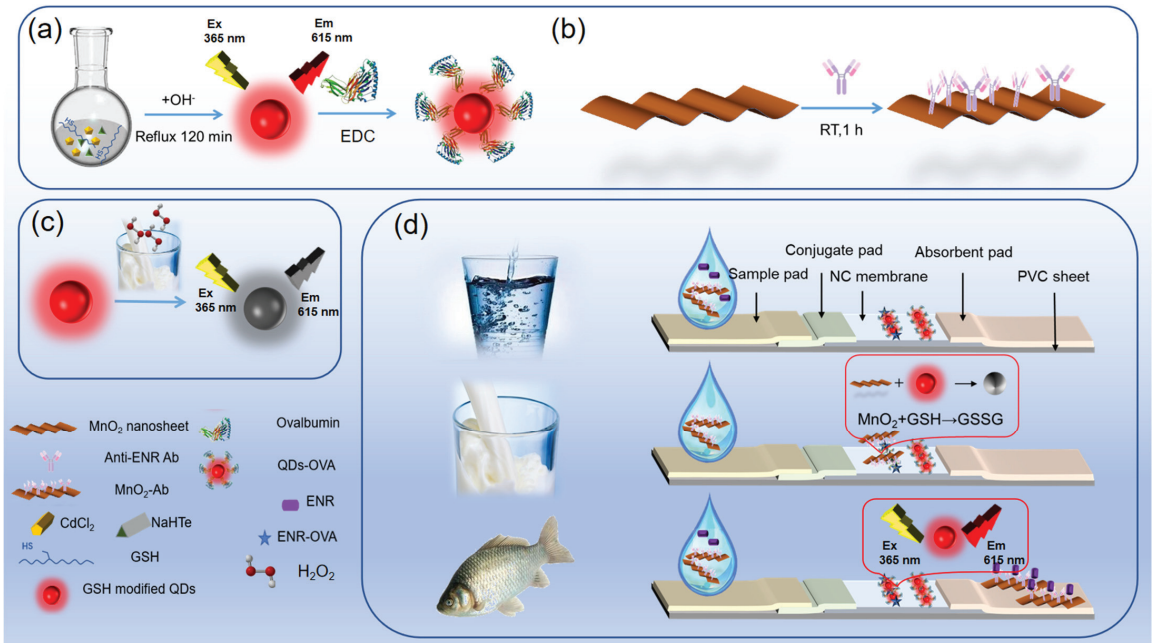 (a)
Ex
365 nm
Em
615 nm
+OH-
Reflux 120 min
EDC
(b)
RT,1 h
(c)
Ex
365 nm
Em
615 nm
(d)
Sample pad
Conjugate pad
NC membrane
Absorbent pad
PVC sheet
MnO₂+GSH→GSSG
Ex
365 nm
Em
615 nm
MnO₂ nanosheet
Anti-ENR Ab
MnO₂-Ab
CdCl₂
NaHTe
HS
GSH
GSH modified QDs
Ovalbumin
QDs-OVA
ENR
ENR-OVA
H₂O₂